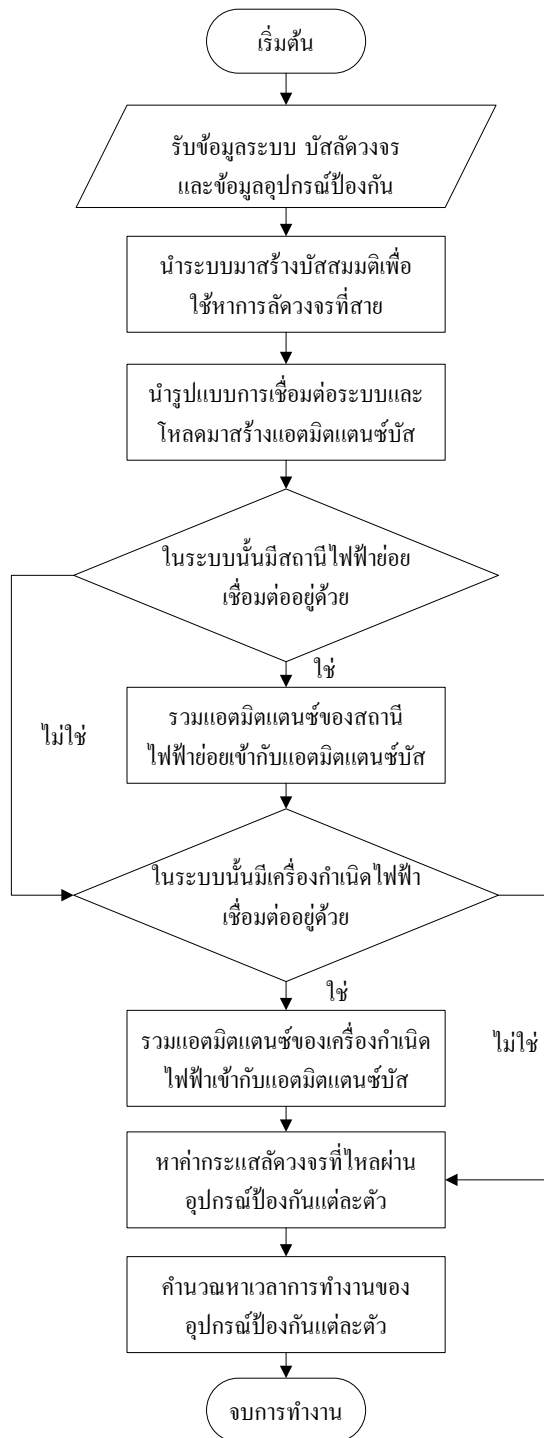 เริ่มต้น
รับข้อมูลระบบ บัสลัดวงจร
และข้อมูลอุปกรณ์ป้องกัน
นำระบบมาสร้างบัสสมมติเพื่อ
ใช้หาการลัดวงจรที่สาย
นำรูปแบบการเชื่อมต่อระบบและ
โหลดมาสร้างแอตมิตแตนซ์บัส
ในระบบนั้นมีสถานีไฟฟ้าย่อย
เชื่อมต่ออยู่ด้วย
ใช่
ไม่ใช่
รวมแอตมิตแตนซ์ของสถานี
ไฟฟ้าย่อยเข้ากับแอตมิตแตนซ์บัส
ในระบบนั้นมีเครื่องกำเนิดไฟฟ้า
เชื่อมต่ออยู่ด้วย
ใช่
ไม่ใช่
รวมแอตมิตแตนซ์ของเครื่องกำเนิด
ไฟฟ้าเข้ากับแอตมิตแตนซ์บัส
หาค่ากระแสลัดวงจรที่ไหลผ่าน
อุปกรณ์ป้องกันแต่ละตัว
คำนวณหาเวลาการทำงานของ
อุปกรณ์ป้องกันแต่ละตัว
จบการทำงาน